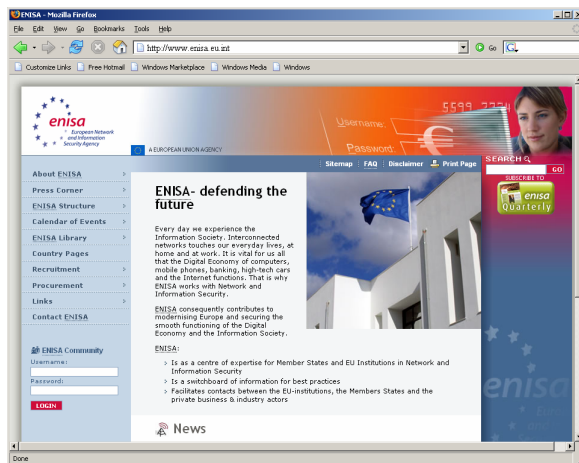 ENISA - Mozilla Firefox
File Edit View Go Bookmarks Tools Help
http://www.enisa.eu.int
Go
Customize Links Free Hotmail Windows Marketplace Windows Media Windows
enisa
European Network
and Information
Security Agency
A EUROPEAN UNION AGENCY
Username:
Password:
5599
Sitemap FAQ Disclaimer Print Page
SEARCH
GO
SUBSCRIBE TO
enisa
Quarterly
About ENISA
Press Corner
ENISA Structure
Calendar of Events
ENISA Library
Country Pages
Recruitment
Procurement
Links
Contact ENISA
ENISA Community
Username:
Password:
LOGIN
ENISA- defending the
future
Every day we experience the
Information Society. Interconnected
networks touches our everyday lives, at
home and at work. It is vital for us all
that the Digital Economy of computers,
mobile phones, banking, high-tech cars
and the Internet functions. That is why
ENISA works with Network and
Information Security.
ENISA consequently contributes to
modernising Europe and securing the
smooth functioning of the Digital
Economy and the Information Society.
ENISA:
Is as a centre of expertise for Member States and EU Institutions in Network and
Information Security
Is a switchboard of information for best practices
Facilitates contacts between the EU-institutions, the Members States and the
private business & industry actors
News
enisa
Done